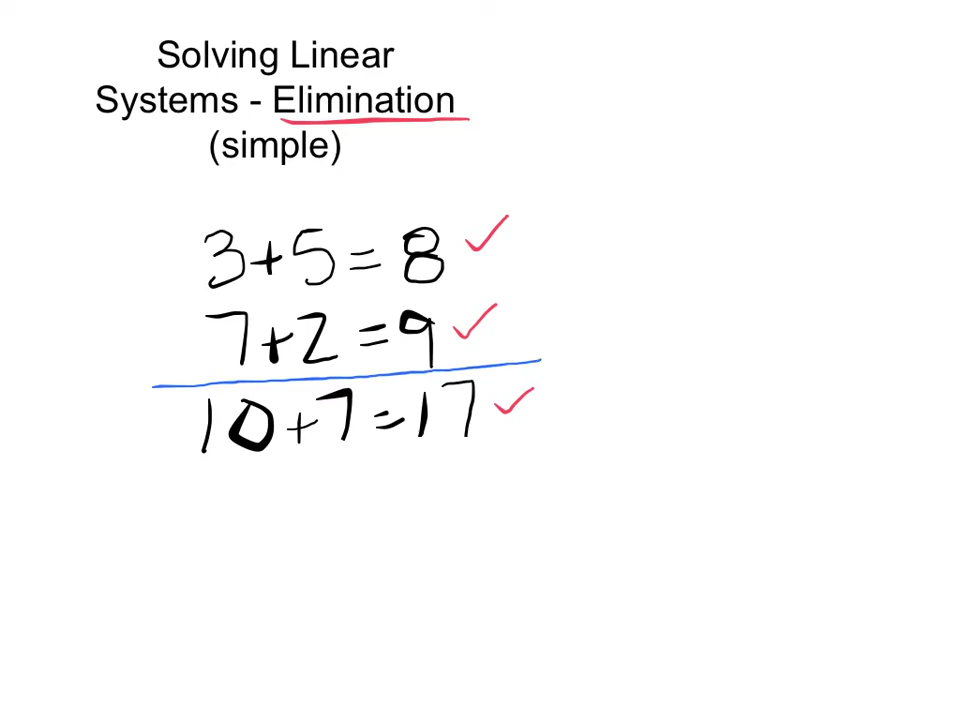 Solving Linear
Systems - Elimination
(simple)
3+5=8
7+2=9
10+7=17